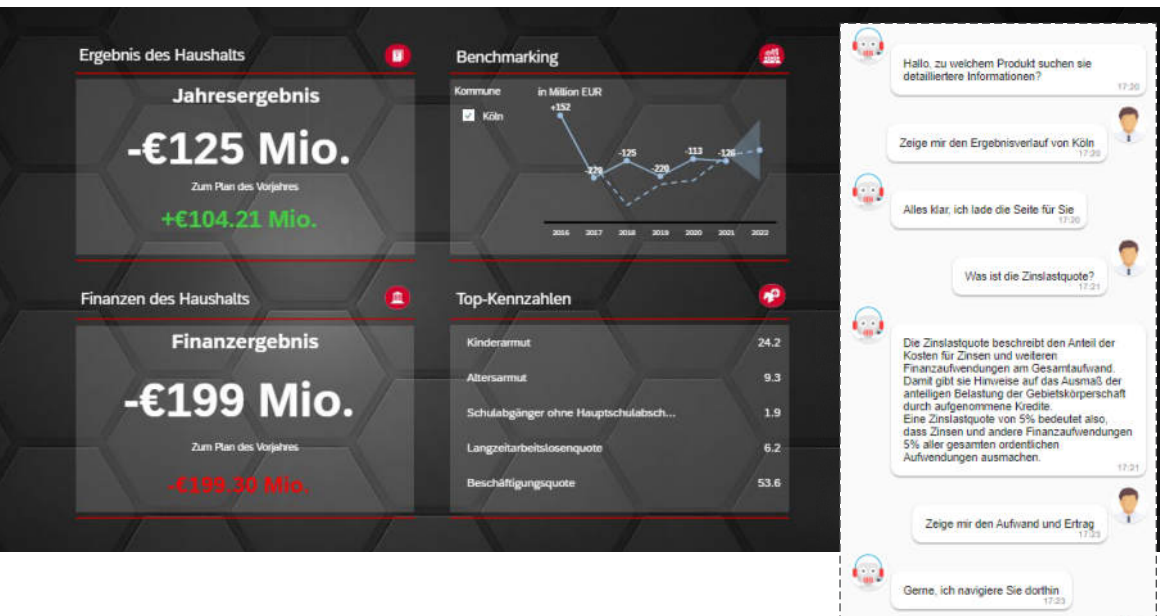 Ergebnis des Haushalts
Jahresergebnis
-€125 Mio.
Zum Plan des Vorjahres
+€104.21 Mio.
Benchmarking
Kommune
in Million EUR
Köln
+152
-229
-125
-220
-113
-126
2016 2017 2018 2019 2020 2021 2022
Finanzen des Haushalts
Finanzergebnis
-€199 Mio.
Zum Plan des Vorjahres
-€199.30 Mio.
Top-Kennzahlen
Kinderarmut 24.2
Altersarmut 9.3
Schulabgänger ohne Hauptschulabsch... 1.9
Langzeitarbeitslosenquote 6.2
Beschäftigungsquote 53.6
Hallo, zu welchem Produkt suchen sie
detailliertere Informationen?
17:20
Zeige mir den Ergebnisverlauf von Köln
17:20
Alles klar, ich lade die Seite für Sie
17:20
Was ist die Zinslastquote?
17:21
Die Zinslastquote beschreibt den Anteil der
Kosten für Zinsen und weiteren
Finanzaufwendungen am Gesamtaufwand.
Damit gibt sie Hinweise auf das Ausmaß der
anteiligen Belastung der Gebietskörperschaft
durch aufgenommene Kredite.
Eine Zinslastquote von 5% bedeutet also,
dass Zinsen und andere Finanzaufwendungen
5% aller gesamten ordentlichen
Aufwendungen ausmachen.
17:21
Zeige mir den Aufwand und Ertrag
17:23
Gerne, ich navigiere Sie dorthin
17:23